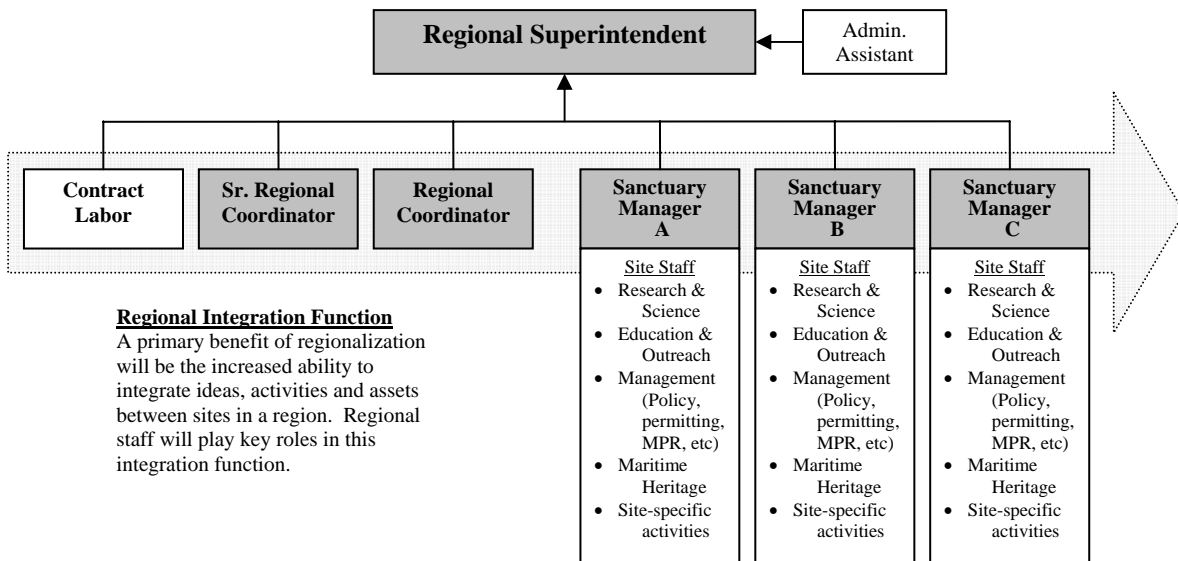 Regional Superintendent
Admin.
Assistant
Contract
Labor
Sr. Regional
Coordinator
Regional
Coordinator
Sanctuary
Manager
A
Sanctuary
Manager
B
Sanctuary
Manager
C
Regional Integration Function
A primary benefit of regionalization
will be the increased ability to
integrate ideas, activities and assets
between sites in a region.  Regional
staff will play key roles in this
integration function.
Site Staff
• Research &
Science
• Education &
Outreach
• Management
(Policy,
permitting,
MPR, etc)
• Maritime
Heritage
• Site-specific
activities
Site Staff
• Research &
Science
• Education &
Outreach
• Management
(Policy,
permitting,
MPR, etc)
• Maritime
Heritage
• Site-specific
activities
Site Staff
• Research &
Science
• Education &
Outreach
• Management
(Policy,
permitting,
MPR, etc)
• Maritime
Heritage
• Site-specific
activities